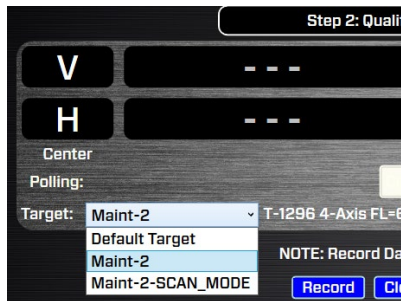 Step 2: Quali
V ---
H ---
Center
Polling:
Target: Maint-2 T-1296 4-Axis FL=6
Default Target
Maint-2
NOTE: Record Da
Maint-2-SCAN_MODE
Record Cl